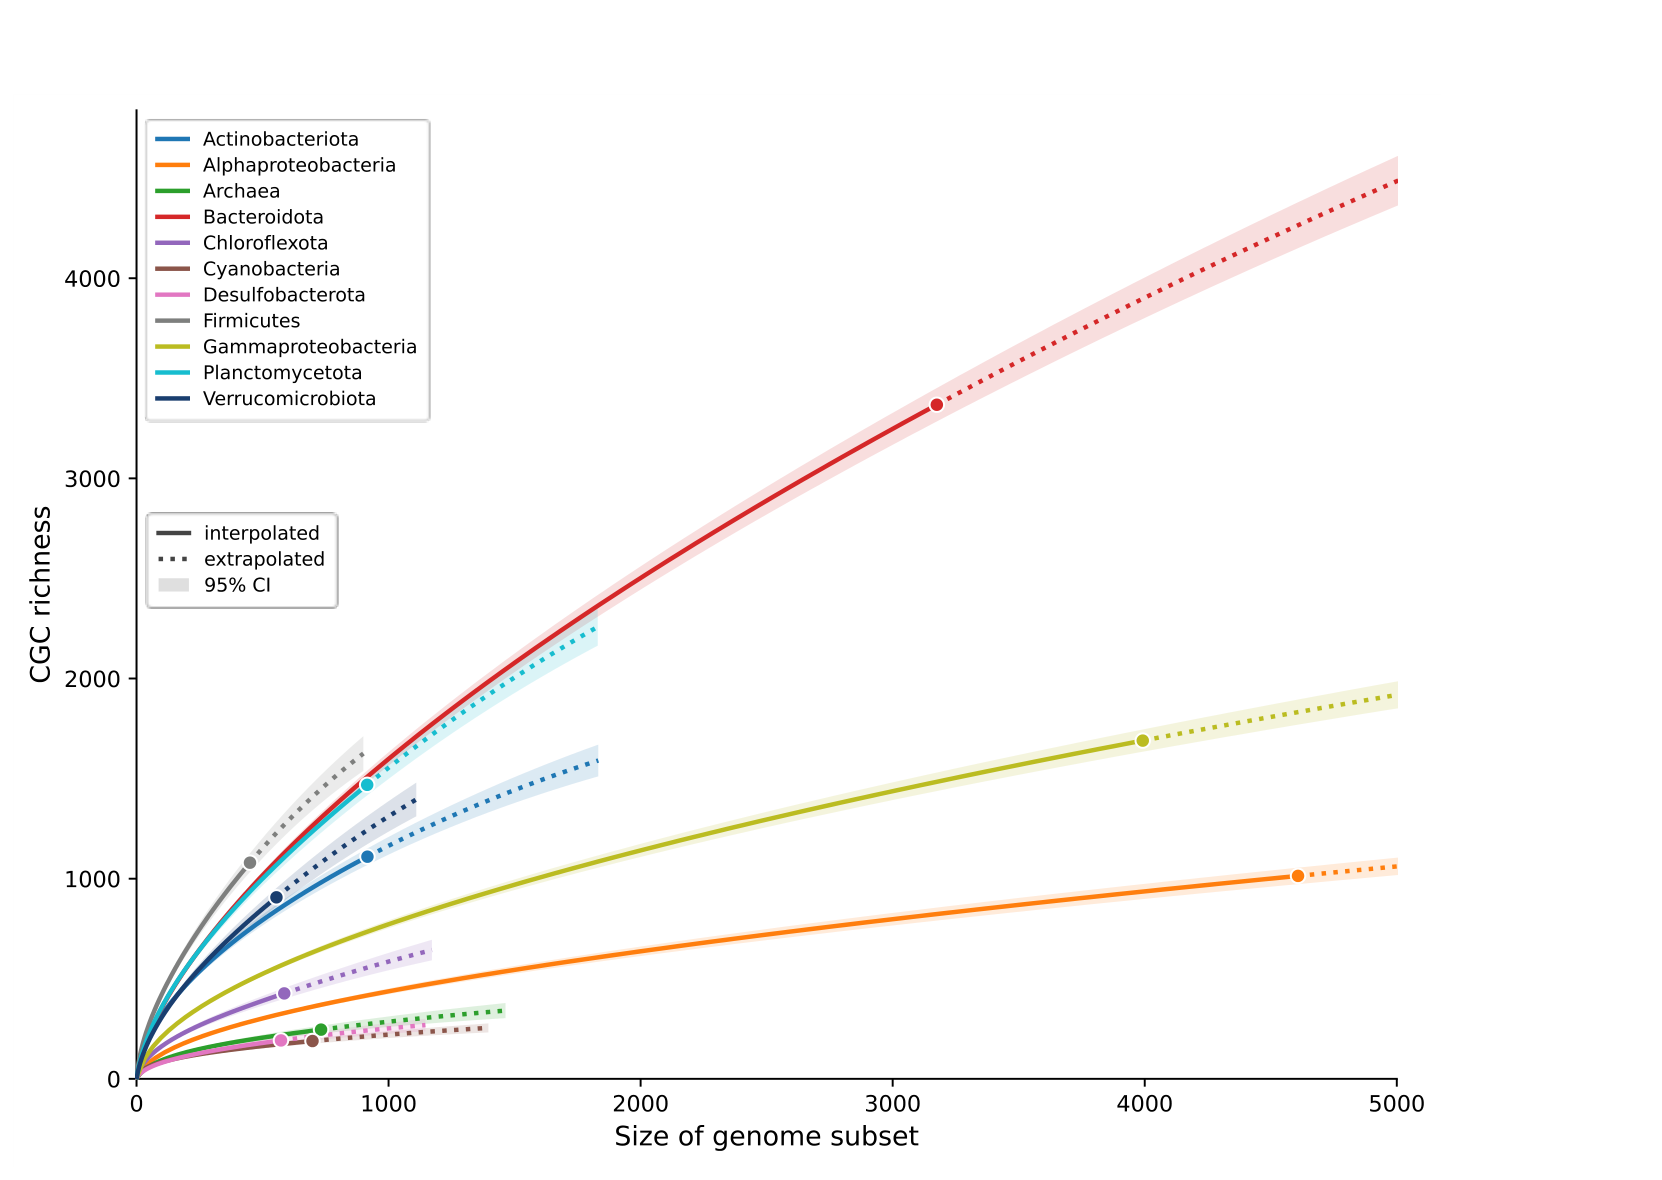 Actinobacteriota
Alphaproteobacteria
Archaea
Bacteroidota
Chloroflexota
Cyanobacteria
Desulfobacterota
Firmicutes
Gammaproteobacteria
Planctomycetota
Verrucomicrobiota
interpolated
extrapolated
95% CI
CGC richness
4000
3000
2000
1000
0
0 1000 2000 3000 4000 5000
Size of genome subset